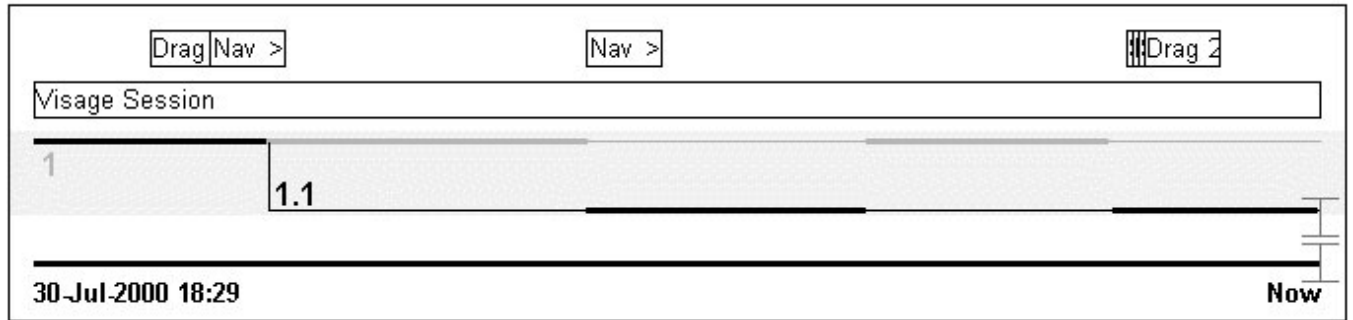 Drag Nav > Nav > Drag 2
Visage Session
1
1.1
30-Jul-2000 18:29 Now